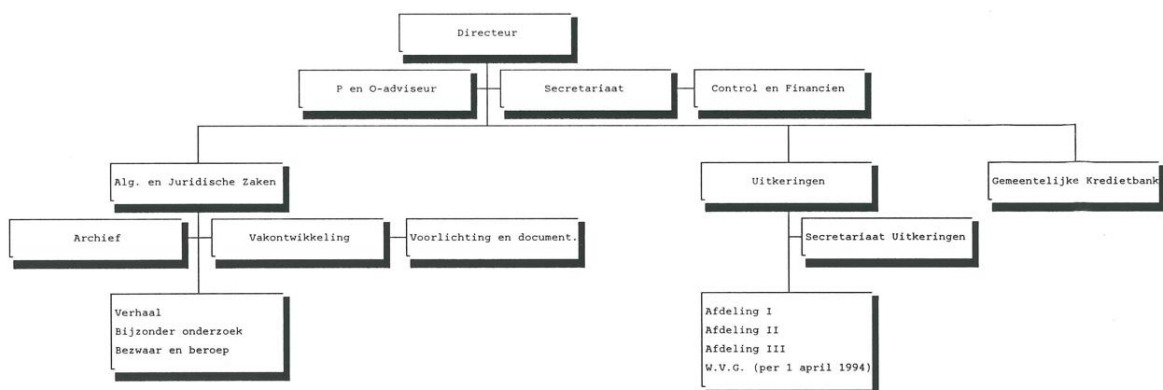 Directeur
P en O-adviseur
Secretariaat
Control en Financien
Alg. en Juridische Zaken
Uitkeringen
Gemeentelijke Kredietbank
Archief
Vakontwikkeling
Voorlichting en document.
Secretariaat Uitkeringen
Verhaal
Bijzonder onderzoek
Bezwaar en beroep
Afdeling I
Afdeling II
Afdeling III
W.V.G. (per 1 april 1994)